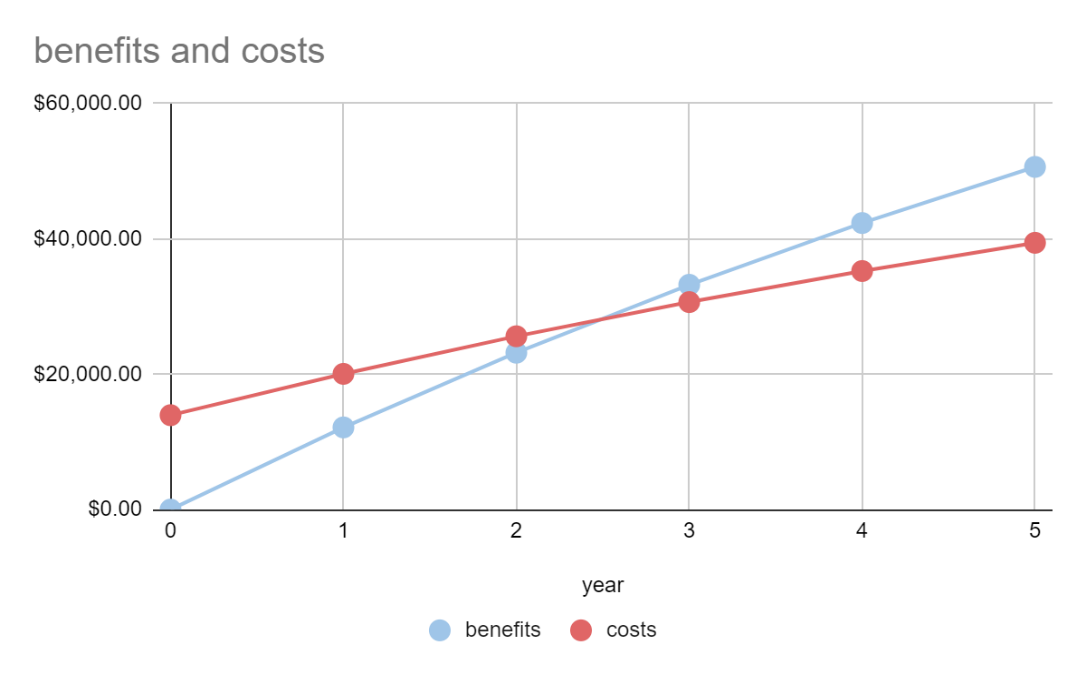 benefits and costs
$60,000.00
$40,000.00
$20,000.00
$0.00
0 1 2 3 4 5
year
benefits costs